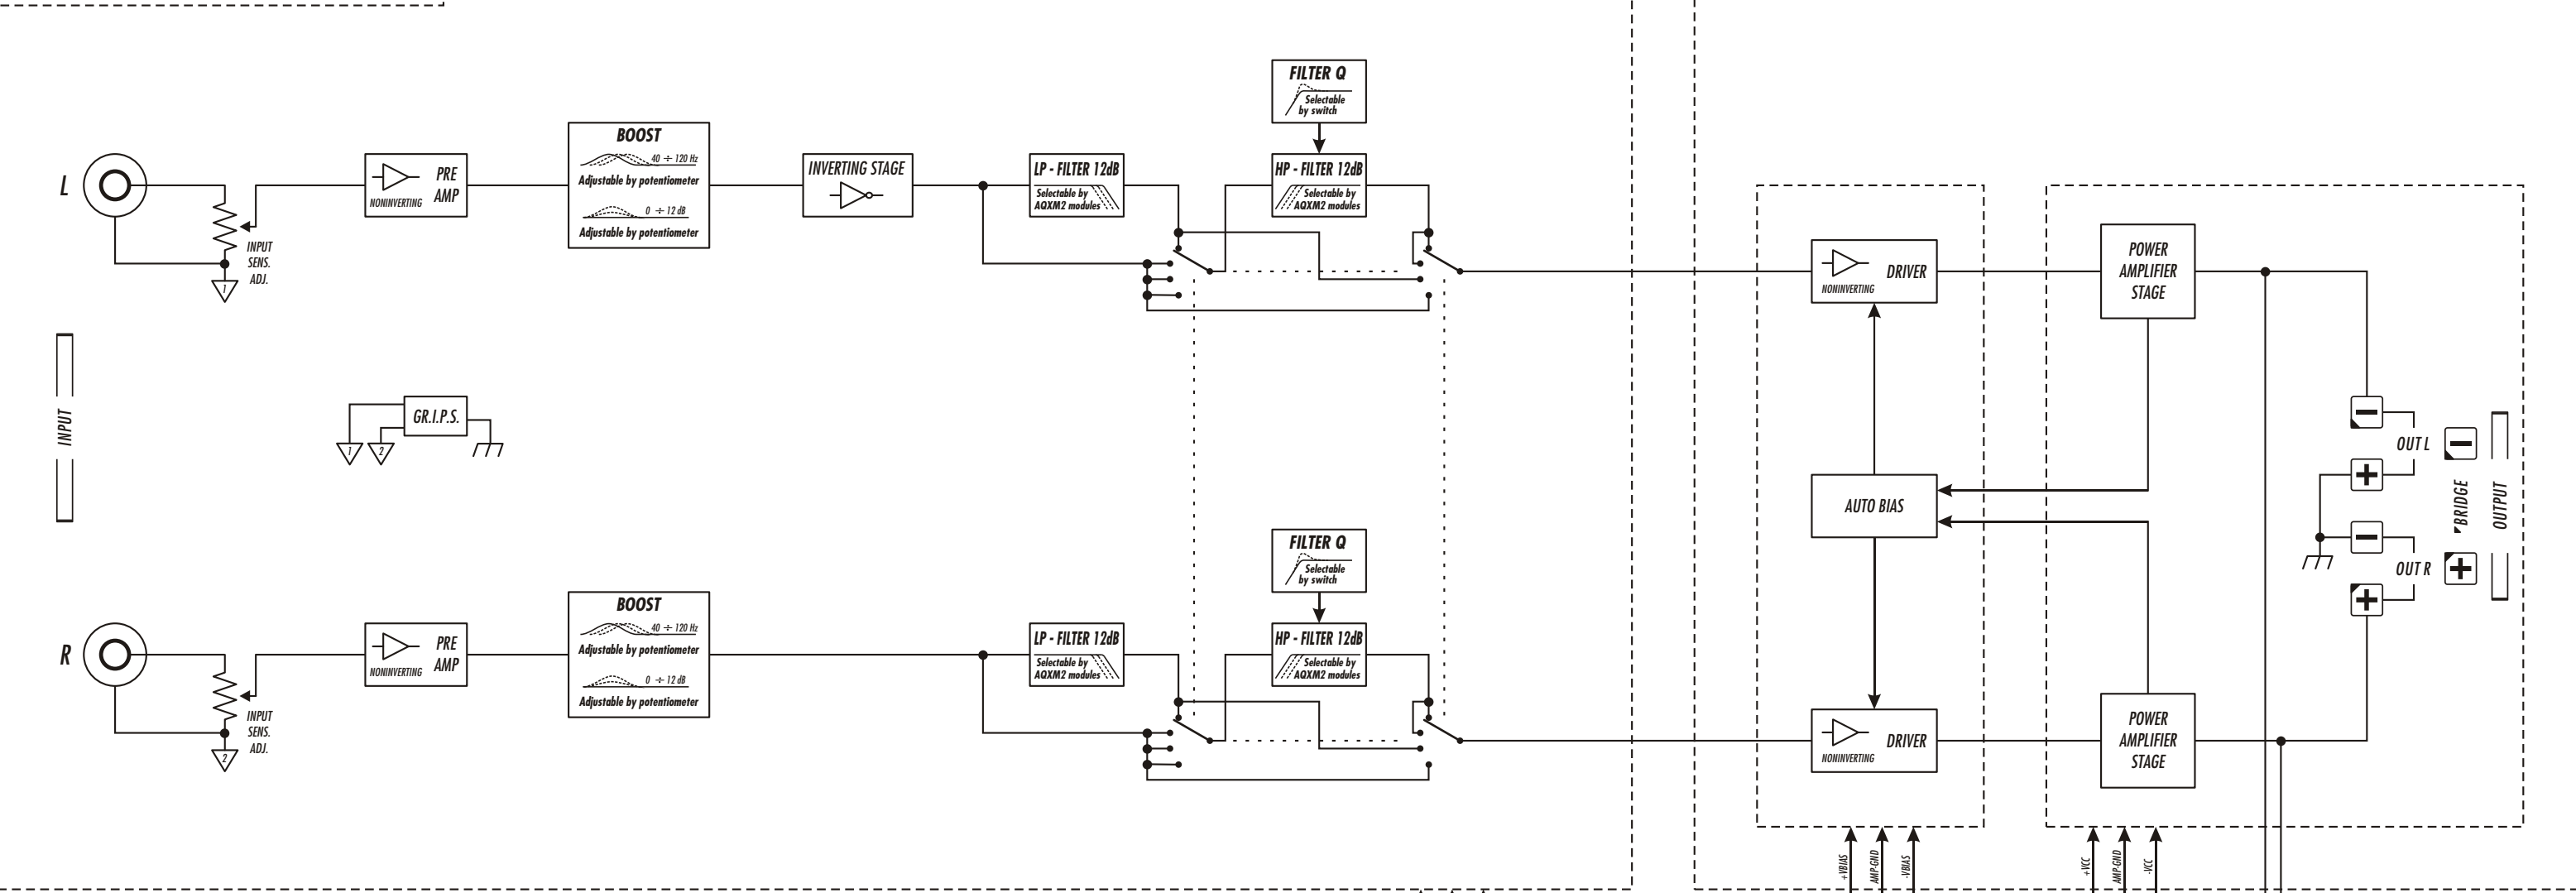 FILTER Q
Selectable
by switch
BOOST
40 ÷ 120 Hz
Adjustable by potentiometer
0 ÷ 12 dB
Adjustable by potentiometer
L
INPUT
SENS.
ADJ.
1
PRE
AMP
NONINVERTING
INVERTING STAGE
LP - FILTER 12dB
Selectable by
AQXM2 modules
HP - FILTER 12dB
Selectable by
AQXM2 modules
DRIVER
NONINVERTING
POWER
AMPLIFIER
STAGE
INPUT
GR.I.P.S.
1
2
AUTO BIAS
OUT L
BRIDGE
OUTPUT
OUT R
FILTER Q
Selectable
by switch
BOOST
40 ÷ 120 Hz
Adjustable by potentiometer
0 ÷ 12 dB
Adjustable by potentiometer
R
INPUT
SENS.
ADJ.
2
PRE
AMP
NONINVERTING
LP - FILTER 12dB
Selectable by
AQXM2 modules
HP - FILTER 12dB
Selectable by
AQXM2 modules
DRIVER
NONINVERTING
POWER
AMPLIFIER
STAGE
+VBIAS
AMP-GND
-VBIAS
+VCC
AMP-GND
-VCC